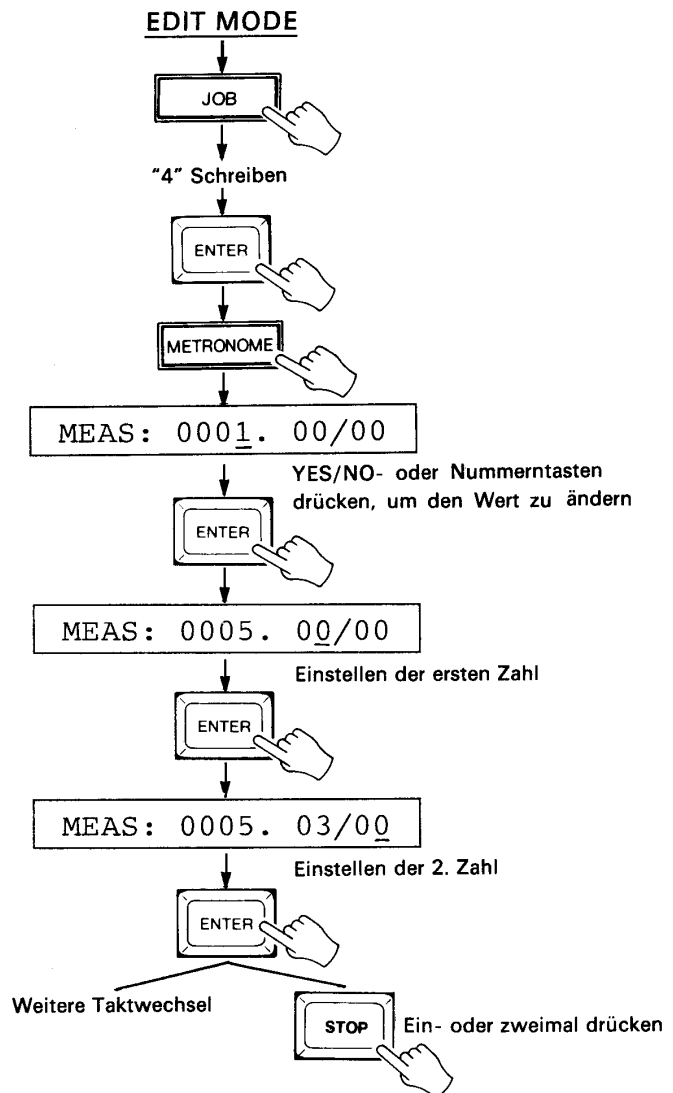 EDIT MODE
JOB
"4" Schreiben
ENTER
METRONOME
MEAS: 0001. 00/00
YES/NO- oder Nummerntasten
drücken, um den Wert zu ändern
ENTER
MEAS: 0005. 00/00
Einstellen der ersten Zahl
ENTER
MEAS: 0005. 03/00
Einstellen der 2. Zahl
ENTER
Weitere Taktwechsel
STOP
Ein- oder zweimal drücken